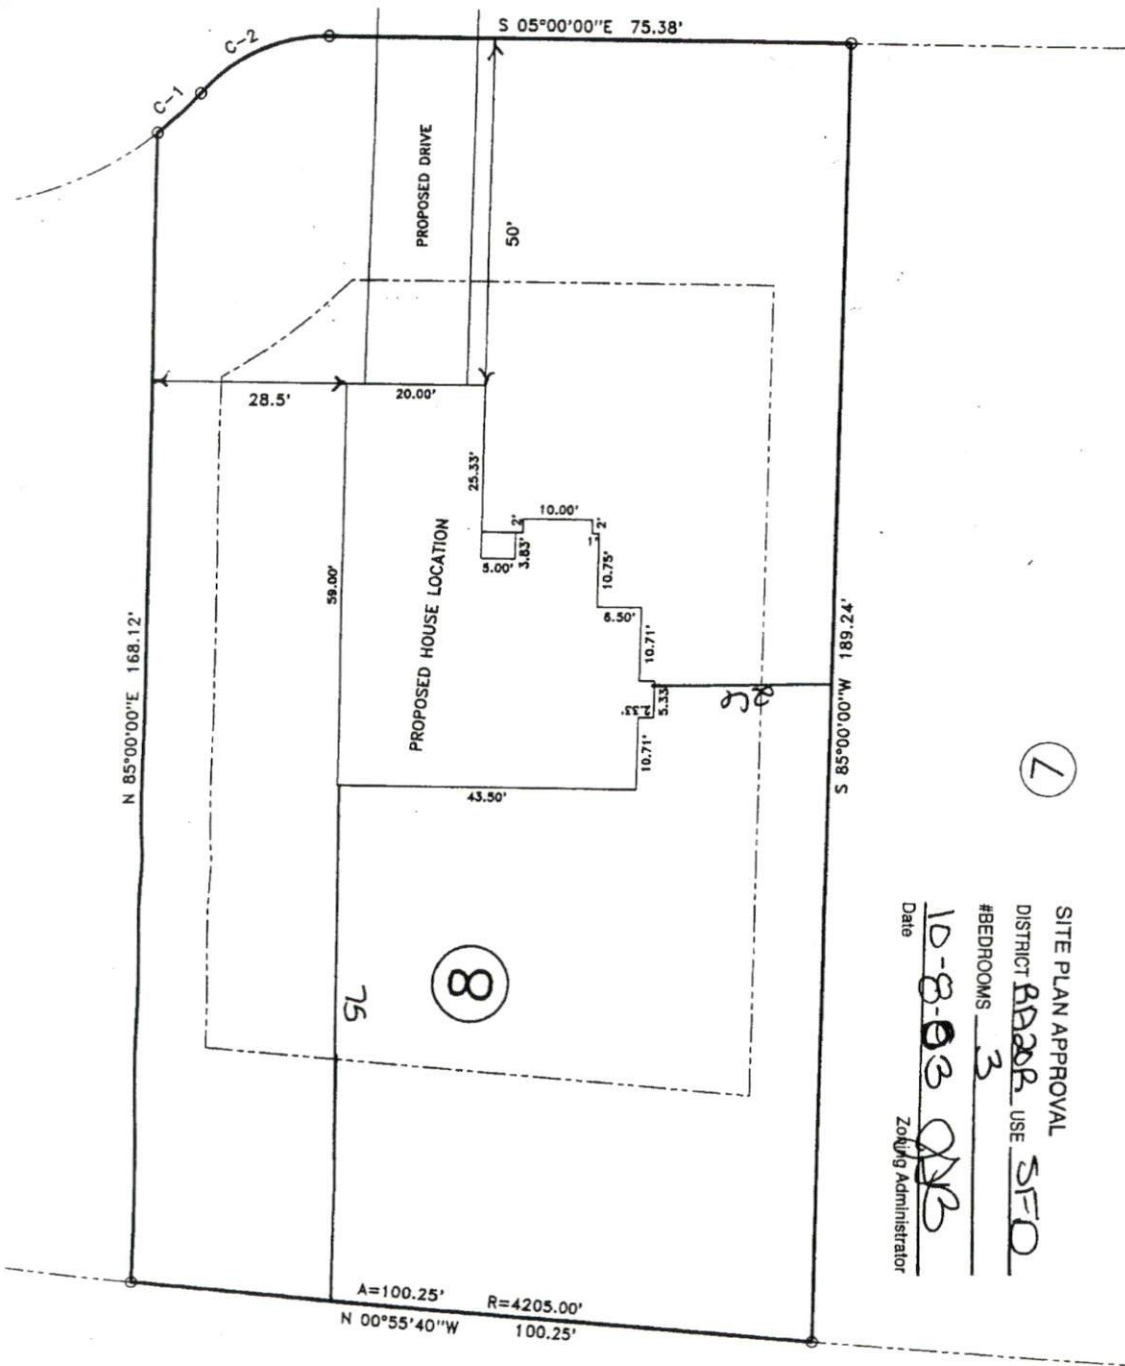 S 05°00'00"E 75.38'
C-2
C-1
PROPOSED DRIVE
50'
28.5'
20.00'
25.33'
2'
10.00'
2'
1'
3.83'
5.00'
10.75'
6.50'
10.71'
5.33
2.33'
10.71'
59.00'
PROPOSED HOUSE LOCATION
43.50'
N 85°00'00"E 168.12'
S 85°00'00"W 189.24'
26
7
8
75
SITE PLAN APPROVAL
DISTRICT RA20R USE SFD
#BEDROOMS 3
10-8-03
Date Zoning Administrator
A=100.25' R=4205.00'
N 00°55'40"W 100.25'